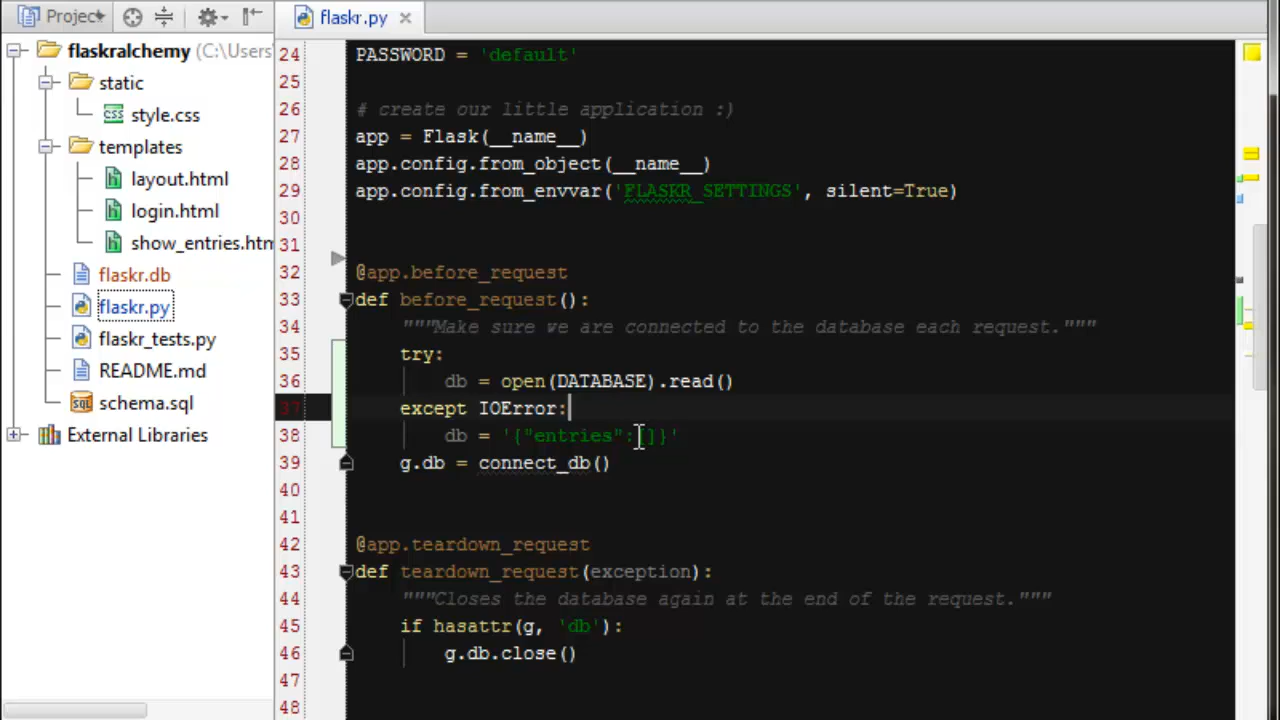 Project
flaskr.py
flaskralchemy (C:\Users
static
style.css
templates
layout.html
login.html
show_entries.htm
flaskr.db
flaskr.py
flaskr_tests.py
README.md
schema.sql
External Libraries
24 PASSWORD = 'default'
25
26 # create our little application :)
27 app = Flask(__name__)
28 app.config.from_object(__name__)
29 app.config.from_envvar('FLASKR_SETTINGS', silent=True)
30
31
32 @app.before_request
33 def before_request():
34 """Make sure we are connected to the database each request."""
35 try:
36 db = open(DATABASE).read()
37 except IOError:
38 db = '{"entries":[]}'
39 g.db = connect_db()
40
41
42 @app.teardown_request
43 def teardown_request(exception):
44 """Closes the database again at the end of the request."""
45 if hasattr(g, 'db'):
46 g.db.close()
47
48